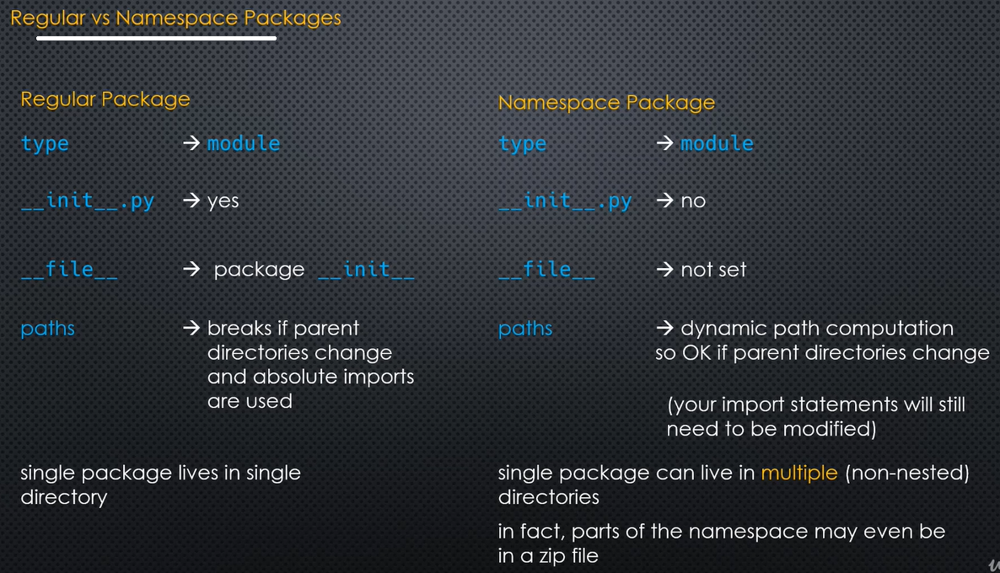 Regular vs Namespace Packages
Regular Package
type → module
__init__.py → yes
__file__ → package __init__
paths → breaks if parent
directories change
and absolute imports
are used
single package lives in single
directory
Namespace Package
type → module
__init__.py → no
__file__ → not set
paths → dynamic path computation
so OK if parent directories change
(your import statements will still
need to be modified)
single package can live in multiple (non-nested)
directories
in fact, parts of the namespace may even be
in a zip file